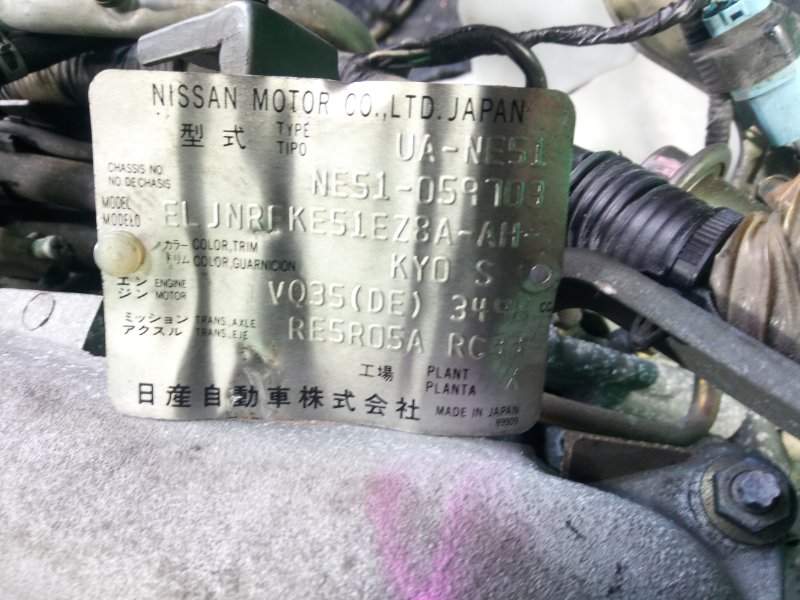 NISSAN MOTOR CO.,LTD. JAPAN
型式 TYPE TIPO UA-NE51
CHASSIS NO. NO. DE CHASIS NE51-059703
MODEL MODELO
カラー COLOR,TRIM
トリム COLOR,GUARNICION KYO S
エンジン ENGINE MOTOR VQ35(DE)
ミッション TRANS.,AXLE
アクスル TRANS.,EJE RE5R05A
工場 PLANT PLANTA X
日産自動車株式会社 MADE IN JAPAN
89909